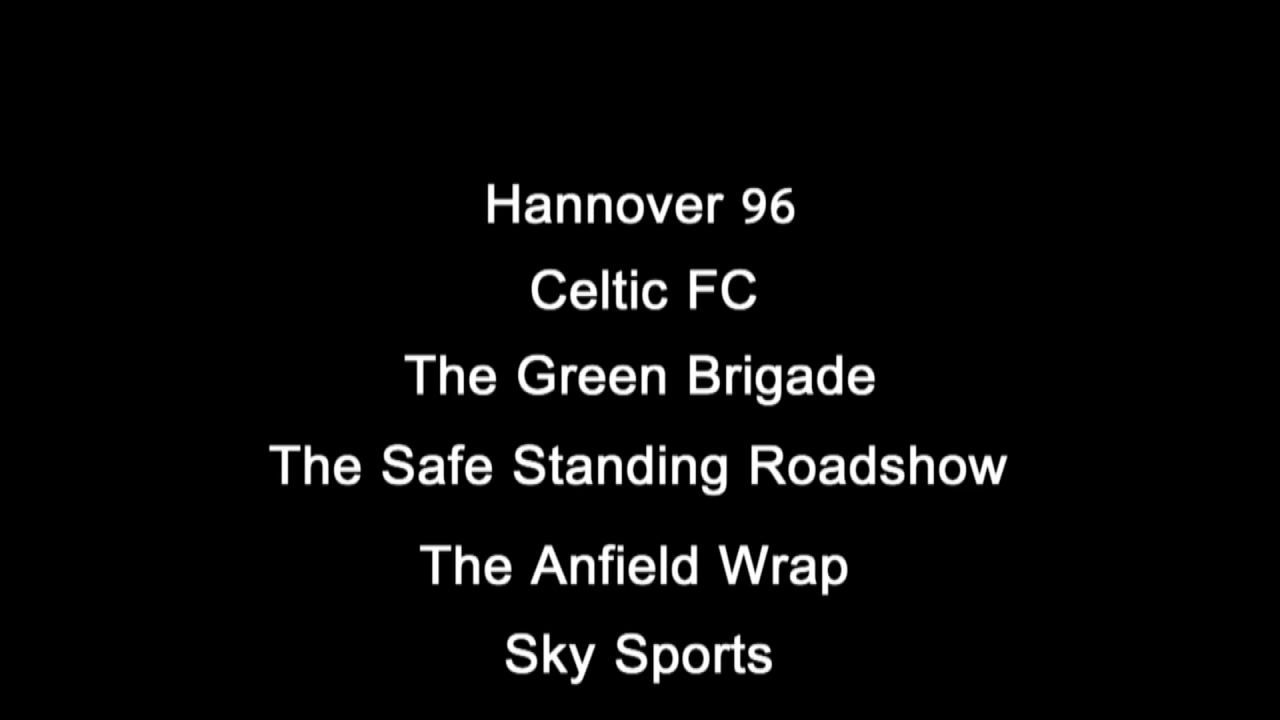 Hannover 96
Celtic FC
The Green Brigade
The Safe Standing Roadshow
The Anfield Wrap
Sky Sports